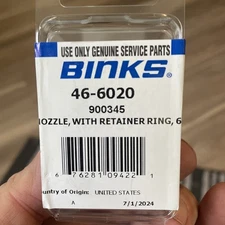 USE ONLY GENUINE SERVICE PARTS
BINKS®
46-6020
900345
NOZZLE, WITH RETAINER RING, 6
6 76281 09422 1
untry of Origin: UNITED STATES
A 7/1/2024